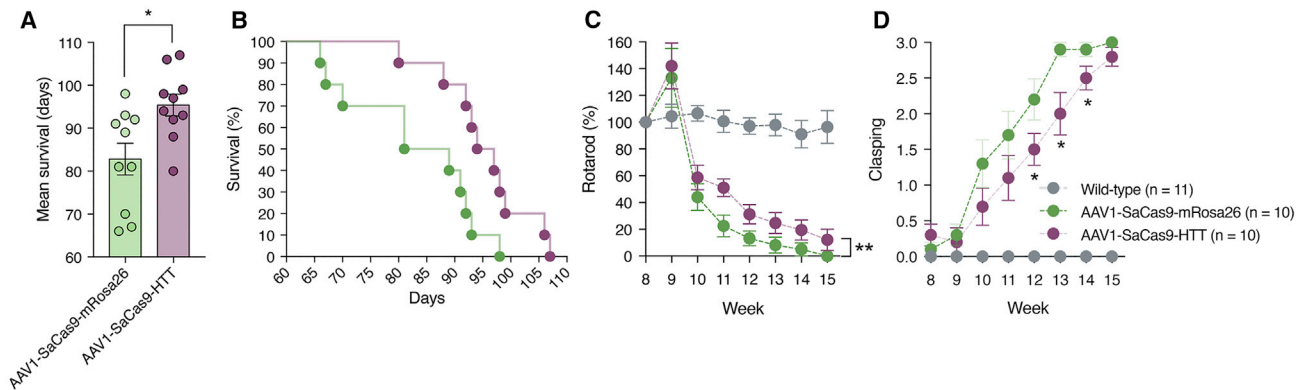 A
*
Mean survival (days)
110
100
90
80
70
60
AAV1-SaCas9-mRosa26
AAV1-SaCas9-HTT
B
Survival (%)
100
90
80
70
60
50
40
30
20
10
0
60 65 70 75 80 85 90 95 100 105 110
Days
C
Rotarod (%)
160
140
120
100
80
60
40
20
0
**
8 9 10 11 12 13 14 15
Week
D
Clasping
3.0
2.5
2.0
1.5
1.0
0.5
0.0
*
*
*
Wild-type (n = 11)
AAV1-SaCas9-mRosa26 (n = 10)
AAV1-SaCas9-HTT (n = 10)
8 9 10 11 12 13 14 15
Week